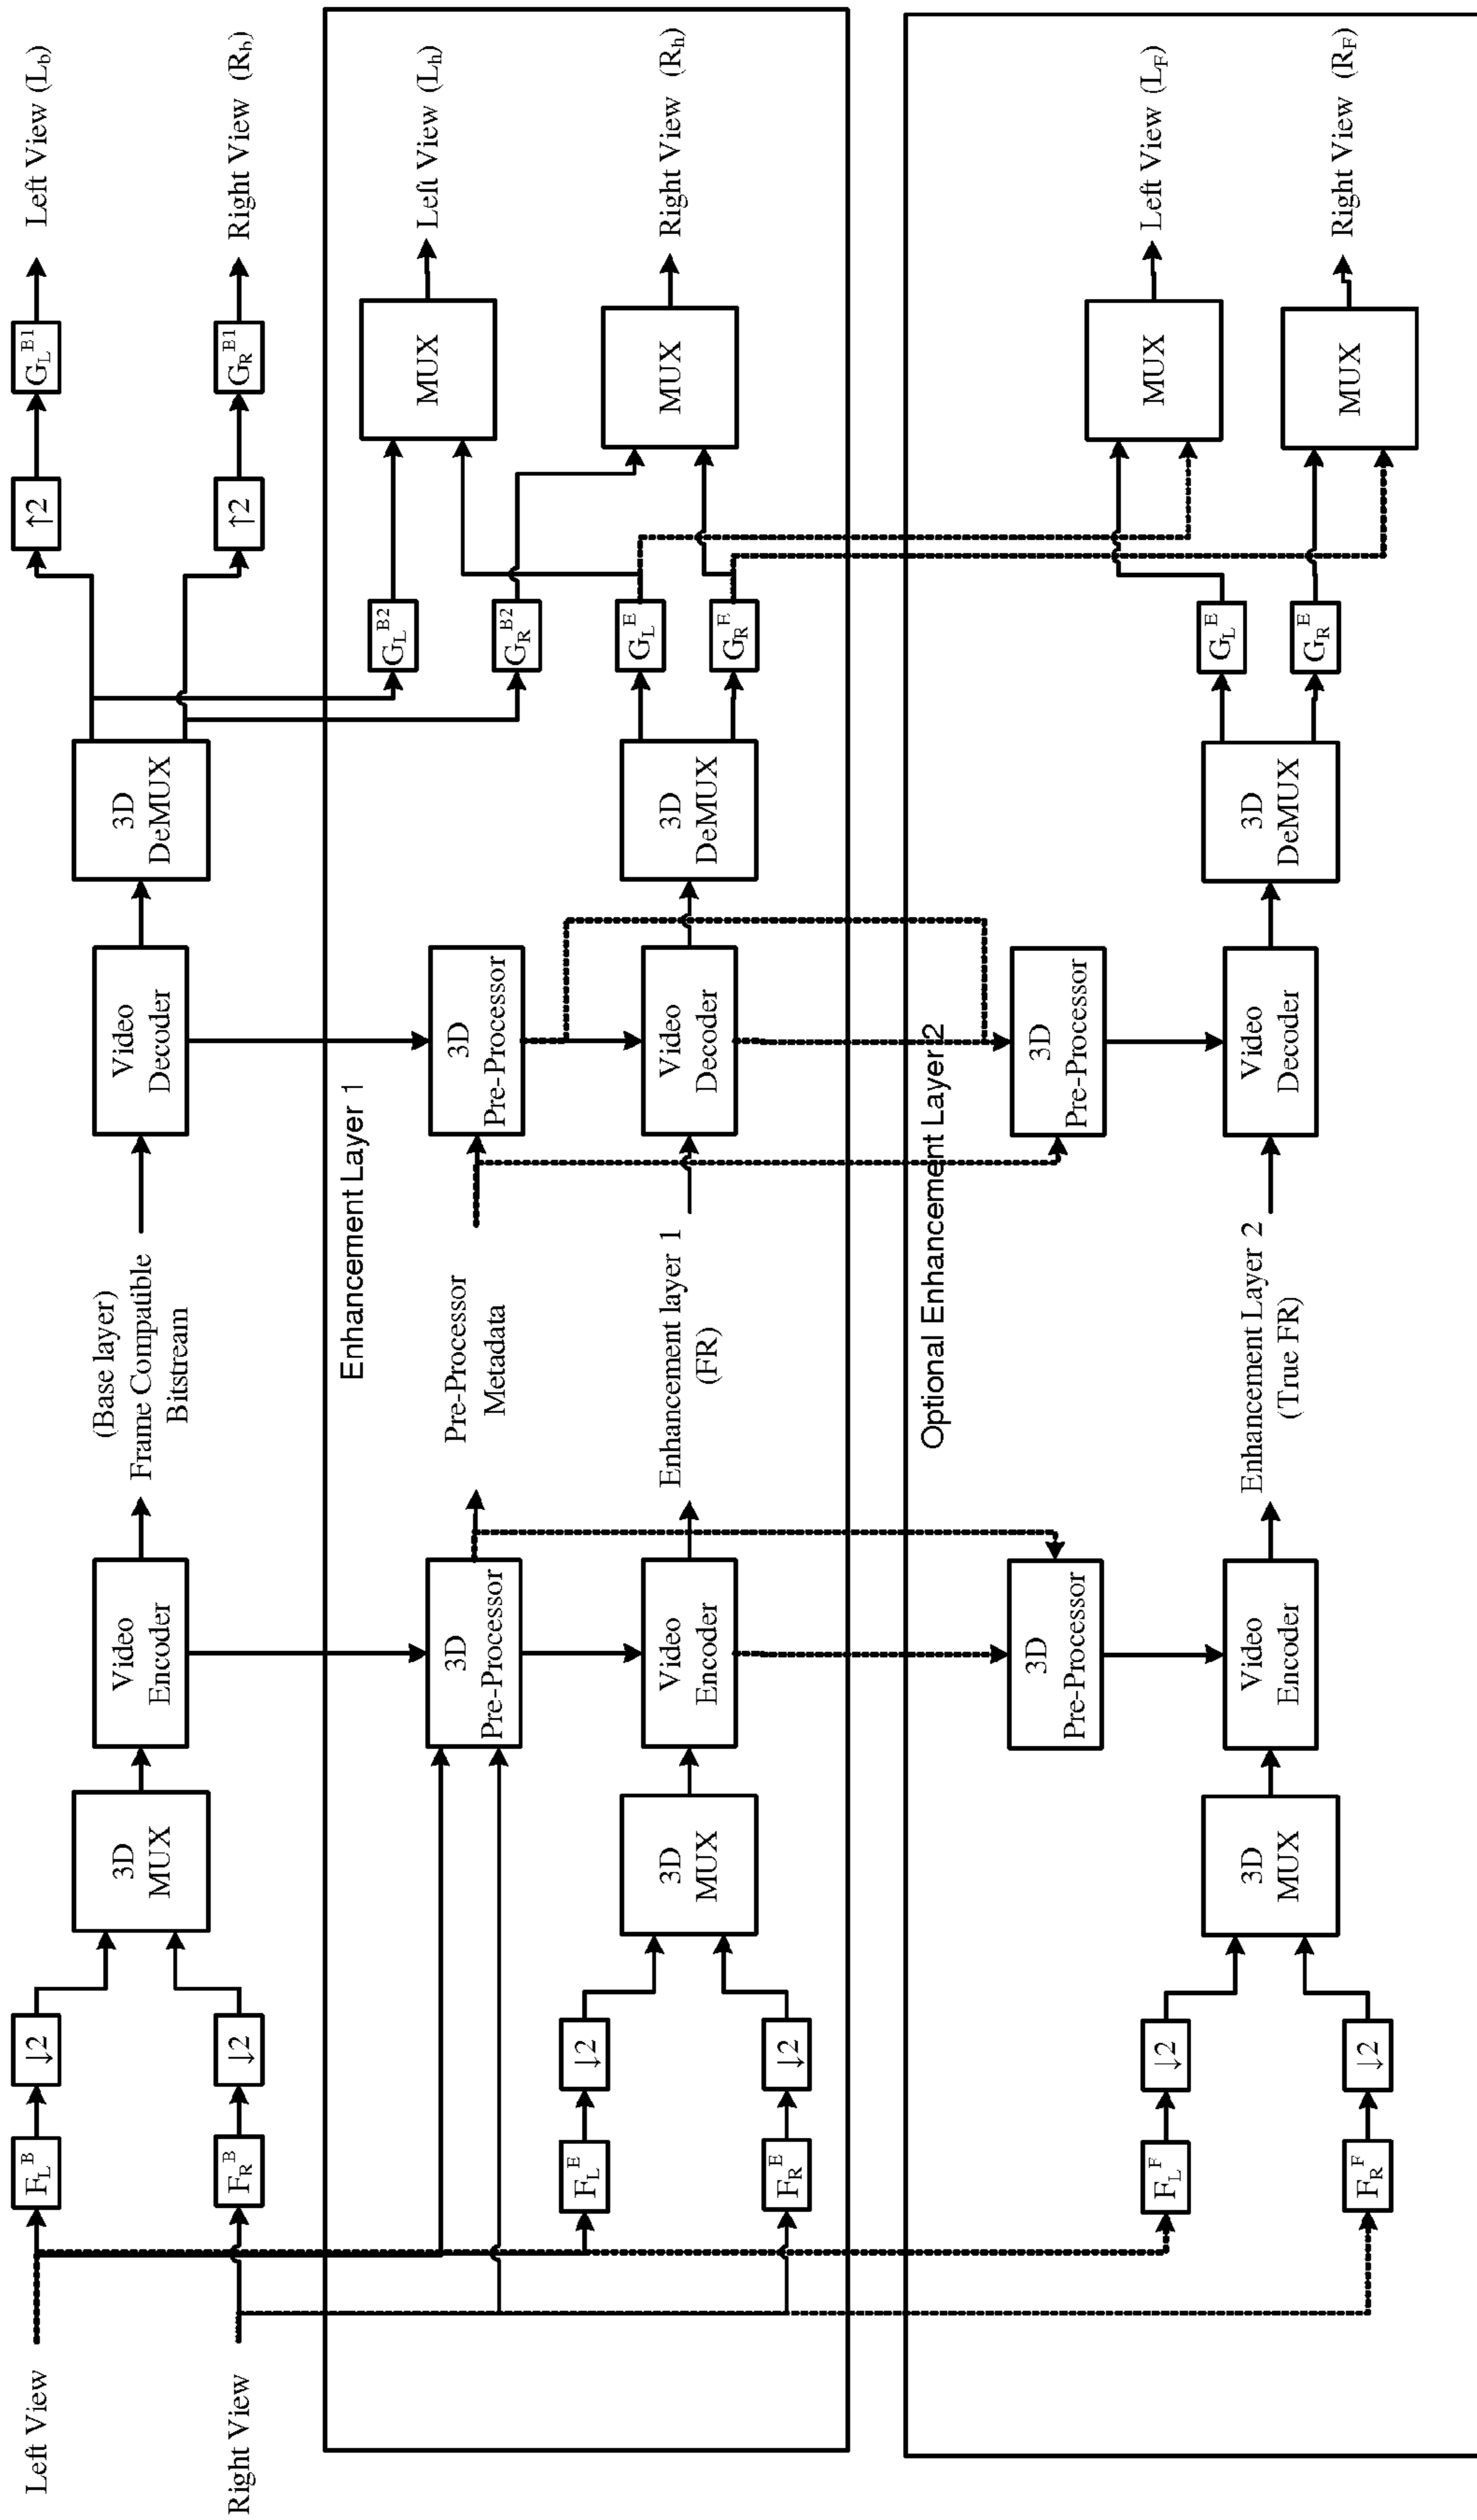 Left View
F_L^B
↓2
3D
MUX
Video
Encoder
(Base layer)
Frame Compatible
Bitstream
Video
Decoder
3D
DeMUX
↑2
G_L^B1
Left View (L_b)
Right View
F_R^B
↓2
↑2
G_R^B1
Right View (R_b)
Enhancement Layer 1
3D
Pre-Processor
Pre-Processor
Metadata
3D
Pre-Processor
G_L^B2
G_R^B2
MUX
Left View (L_h)
F_L^E
↓2
F_R^E
↓2
3D
MUX
Video
Encoder
Enhancement layer 1
(FR)
Video
Decoder
3D
DeMUX
G_L^E
G_R^E
MUX
Right View (R_h)
Optional Enhancement Layer 2
3D
Pre-Processor
3D
Pre-Processor
F_L^F
↓2
F_R^F
↓2
3D
MUX
Video
Encoder
Enhancement Layer 2
(True FR)
Video
Decoder
3D
DeMUX
G_L^E
G_R^E
MUX
Left View (L_F)
MUX
Right View (R_F)